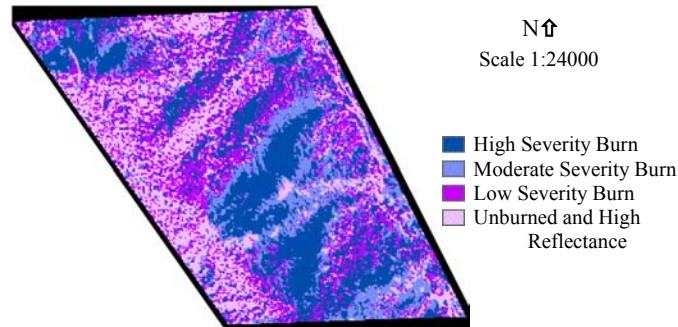 N⇧
Scale 1:24000
High Severity Burn
Moderate Severity Burn
Low Severity Burn
Unburned and High
Reflectance